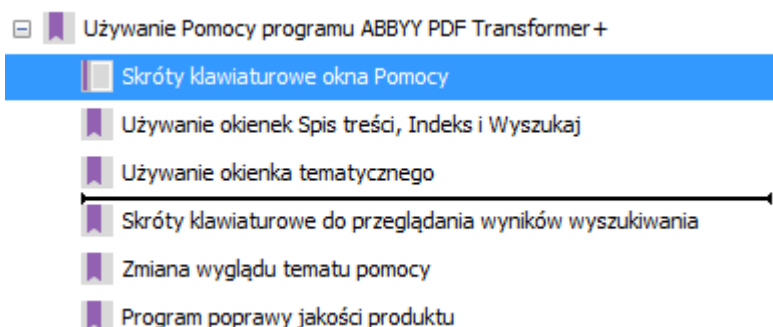 Używanie Pomocy programu ABBYY PDF Transformer+
Skróty klawiaturowe okna Pomocy
Używanie okienek Spis treści, Indeks i Wyszukaj
Używanie okienka tematycznego
Skróty klawiaturowe do przeglądania wyników wyszukiwania
Zmiana wyglądu tematu pomocy
Program poprawy jakości produktu